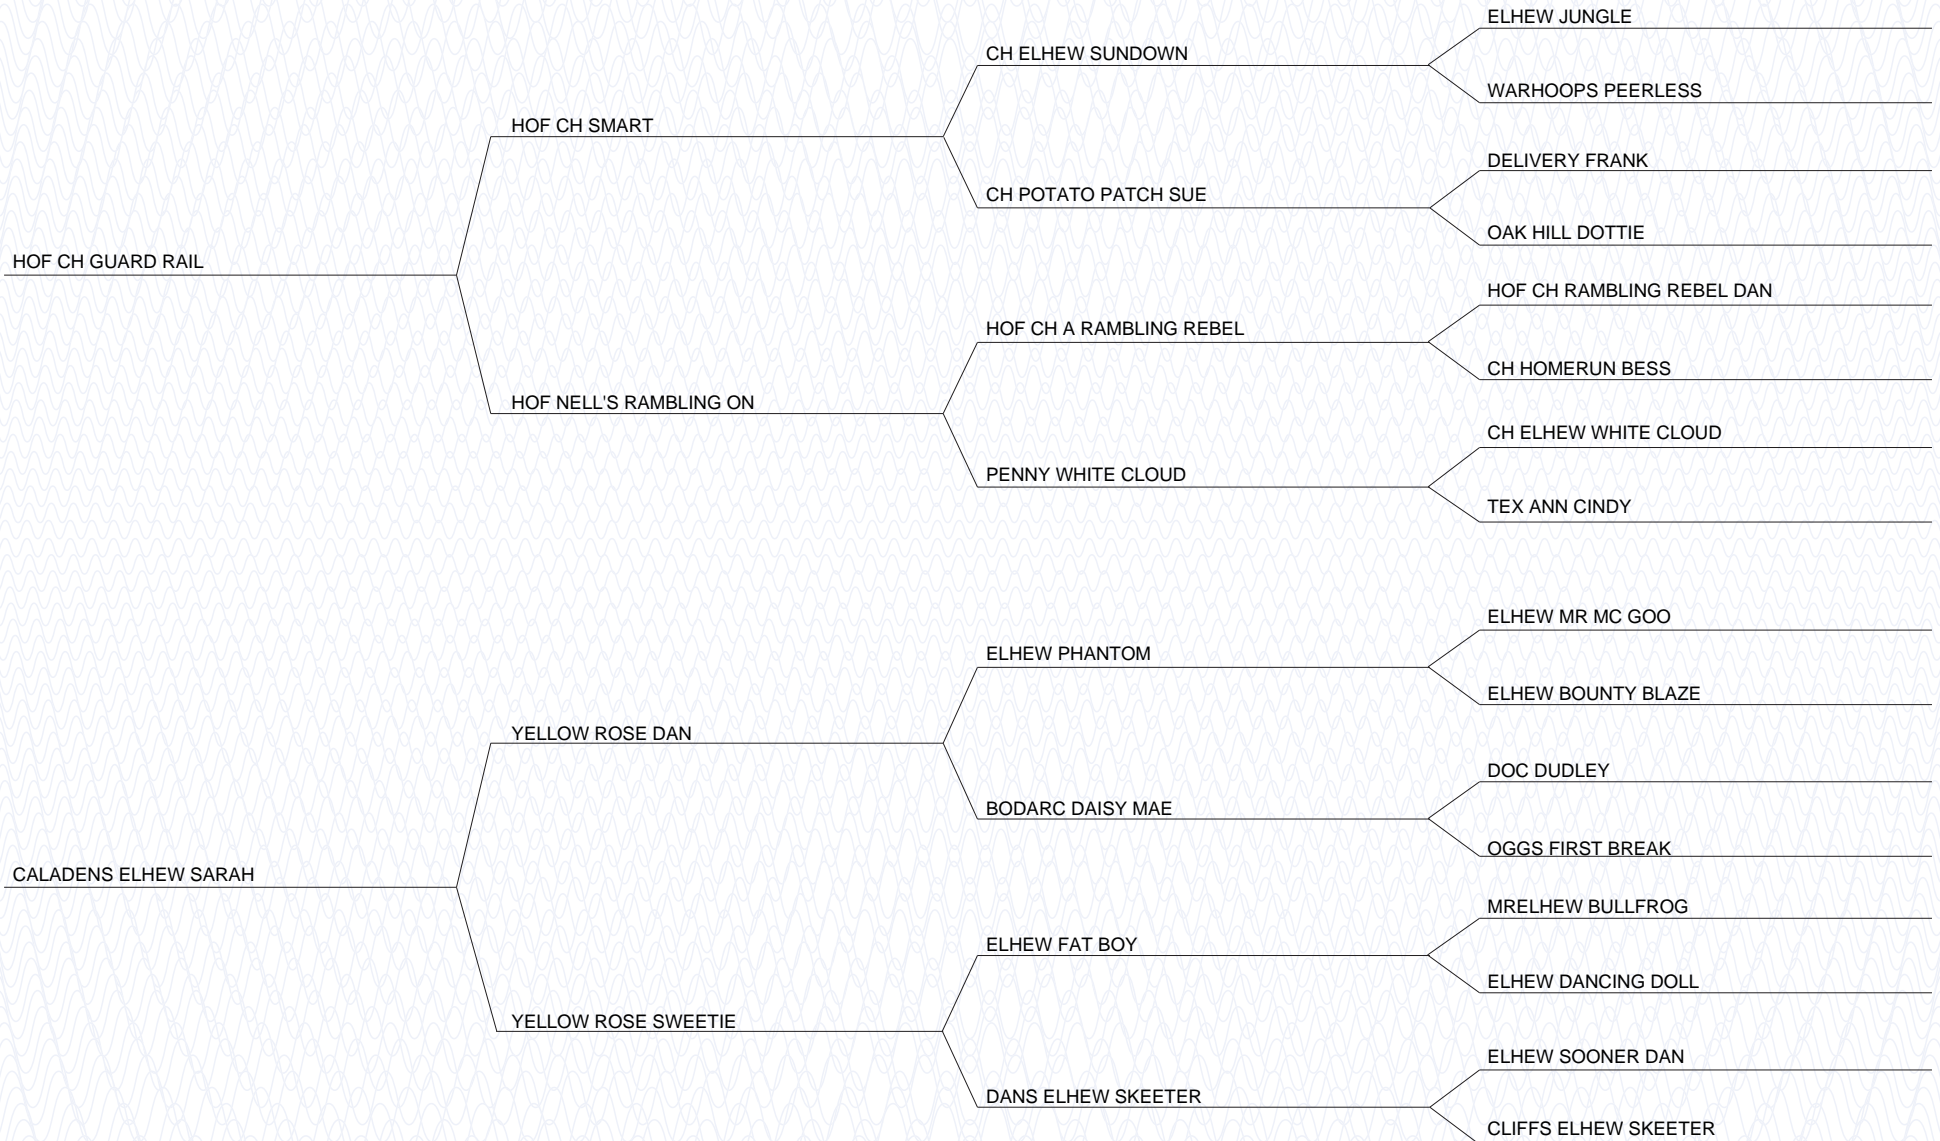 ELHEW JUNGLE
CH ELHEW SUNDOWN
WARHOOPS PEERLESS
HOF CH SMART
DELIVERY FRANK
CH POTATO PATCH SUE
OAK HILL DOTTIE
HOF CH GUARD RAIL
HOF CH RAMBLING REBEL DAN
HOF CH A RAMBLING REBEL
CH HOMERUN BESS
HOF NELL'S RAMBLING ON
CH ELHEW WHITE CLOUD
PENNY WHITE CLOUD
TEX ANN CINDY
ELHEW MR MC GOO
ELHEW PHANTOM
ELHEW BOUNTY BLAZE
YELLOW ROSE DAN
DOC DUDLEY
BODARC DAISY MAE
OGGS FIRST BREAK
CALADENS ELHEW SARAH
MRELHEW BULLFROG
ELHEW FAT BOY
ELHEW DANCING DOLL
YELLOW ROSE SWEETIE
ELHEW SOONER DAN
DANS ELHEW SKEETER
CLIFFS ELHEW SKEETER